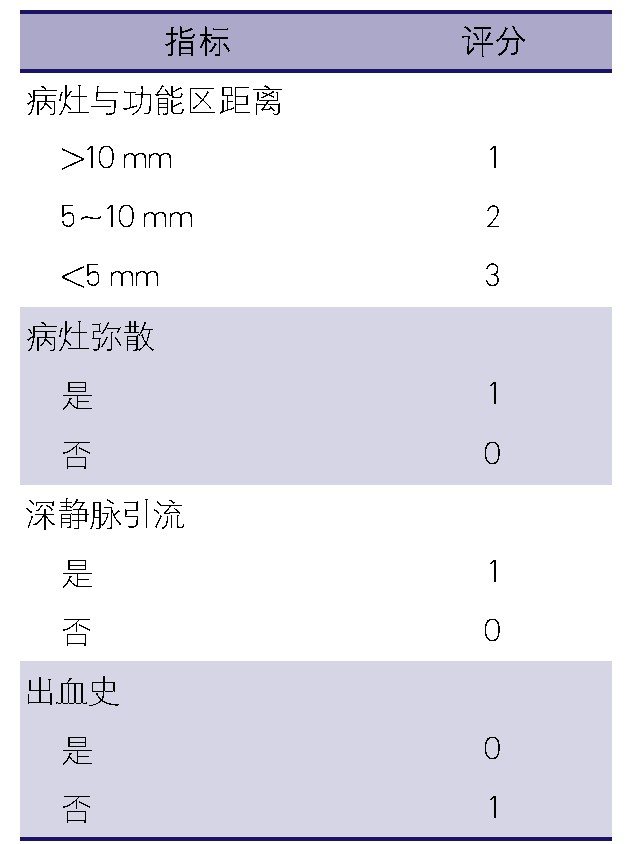 指标 评分
病灶与功能区距离
>10 mm 1
5~10 mm 2
<5 mm 3
病灶弥散
是 1
否 0
深静脉引流
是 1
否 0
出血史
是 0
否 1